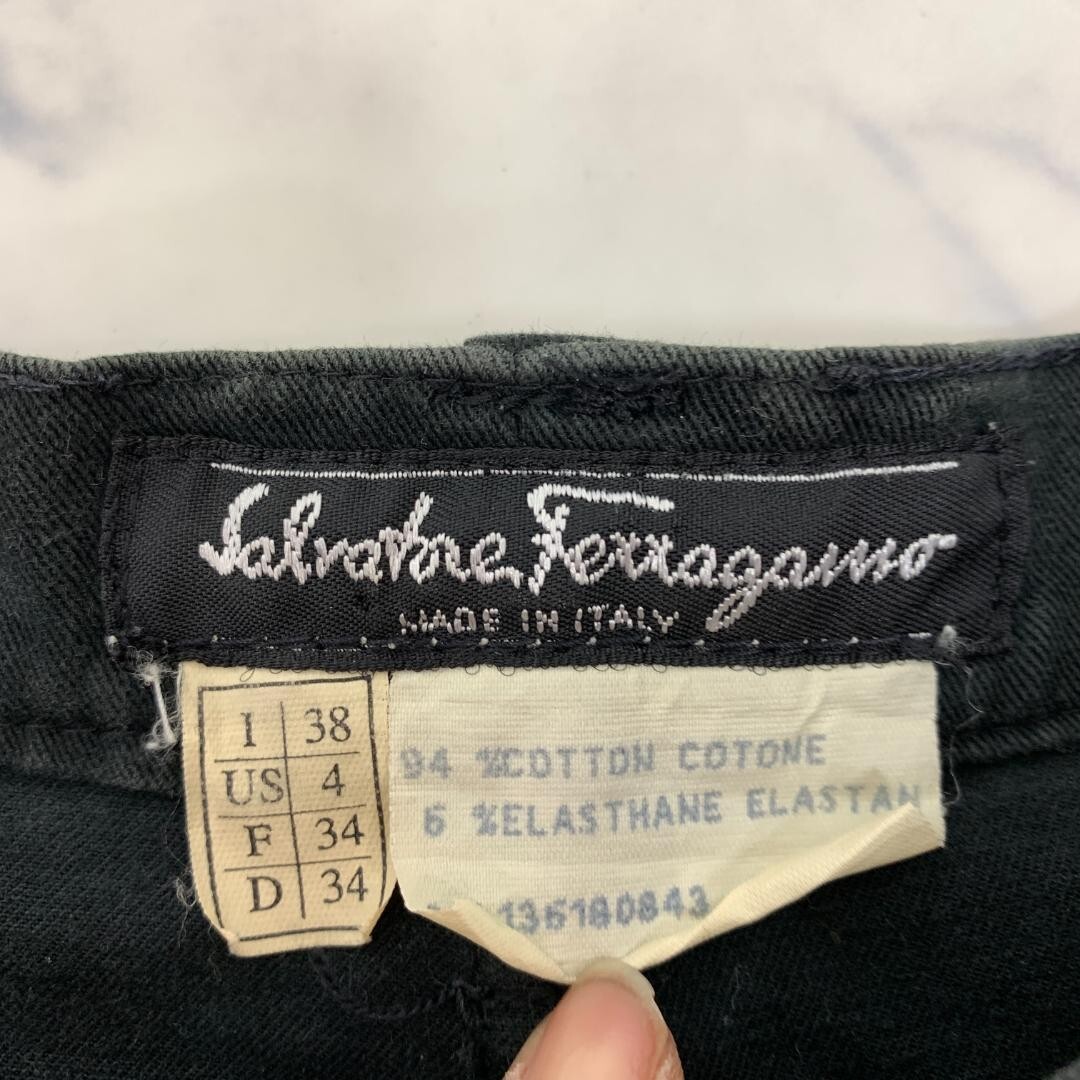 Salvatore Ferragamo
MADE IN ITALY
I 38
US 4
F 34
D 34
94 %COTTON COTONE
6 %ELASTHANE ELASTAN
136180843